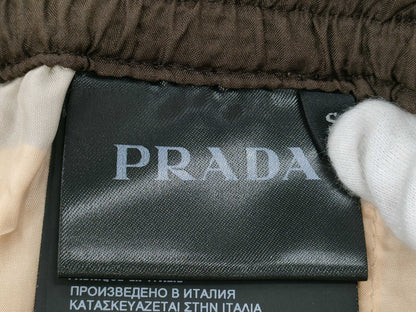 PRADA
ПРОИЗВЕДЕНО В ИТАЛИЯ
ΚΑΤΑΣΚΕΥΑΖΕΤΑΙ ΣΤΗΝ ΙΤΑΛΙΑ